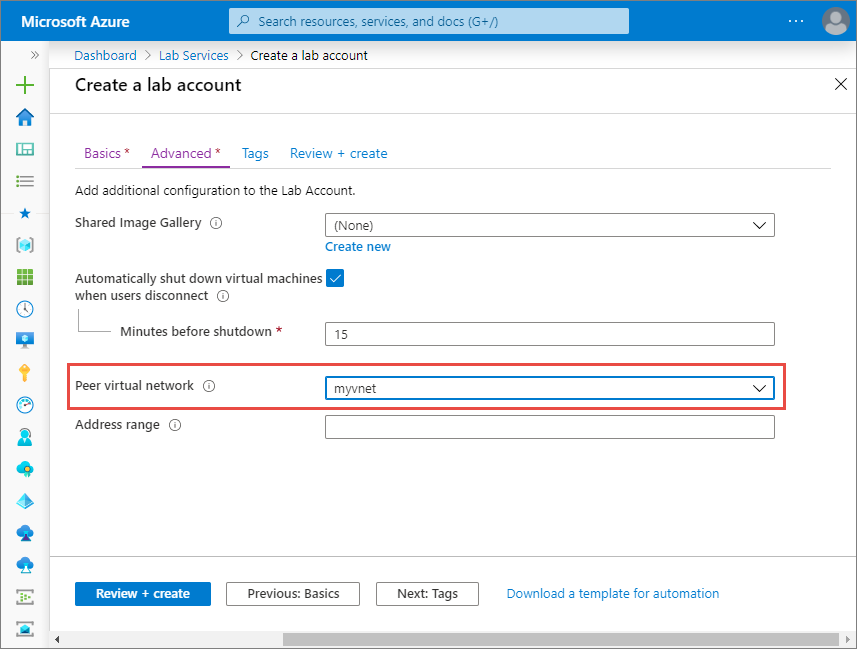 Microsoft Azure
Search resources, services, and docs (G+/)
...
Dashboard > Lab Services > Create a lab account
Create a lab account
Basics * Advanced * Tags Review + create
Add additional configuration to the Lab Account.
Shared Image Gallery
(None)
Create new
Automatically shut down virtual machines
when users disconnect
Minutes before shutdown *
15
Peer virtual network
myvnet
Address range
Review + create
Previous: Basics
Next: Tags
Download a template for automation